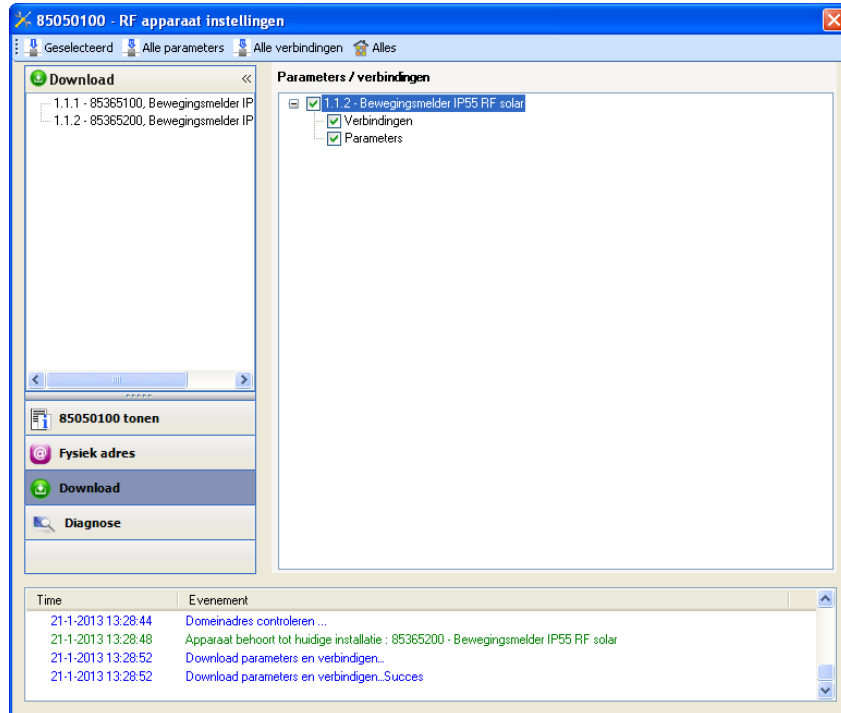 85050100 - RF apparaat instellingen
Geselecteerd Alle parameters Alle verbindingen Alles
Download «
1.1.1 - 85365100, Bewegingsmelder IP
1.1.2 - 85365200, Bewegingsmelder IP
85050100 tonen
Fysiek adres
Download
Diagnose
Parameters / verbindingen
1.1.2 - Bewegingsmelder IP55 RF solar
Verbindingen
Parameters
Time Evenement
21-1-2013 13:28:44 Domeinadres controleren ...
21-1-2013 13:28:48 Apparaat behoort tot huidige installatie : 85365200 - Bewegingsmelder IP55 RF solar
21-1-2013 13:28:52 Download parameters en verbindigen...
21-1-2013 13:28:52 Download parameters en verbindigen...Succes